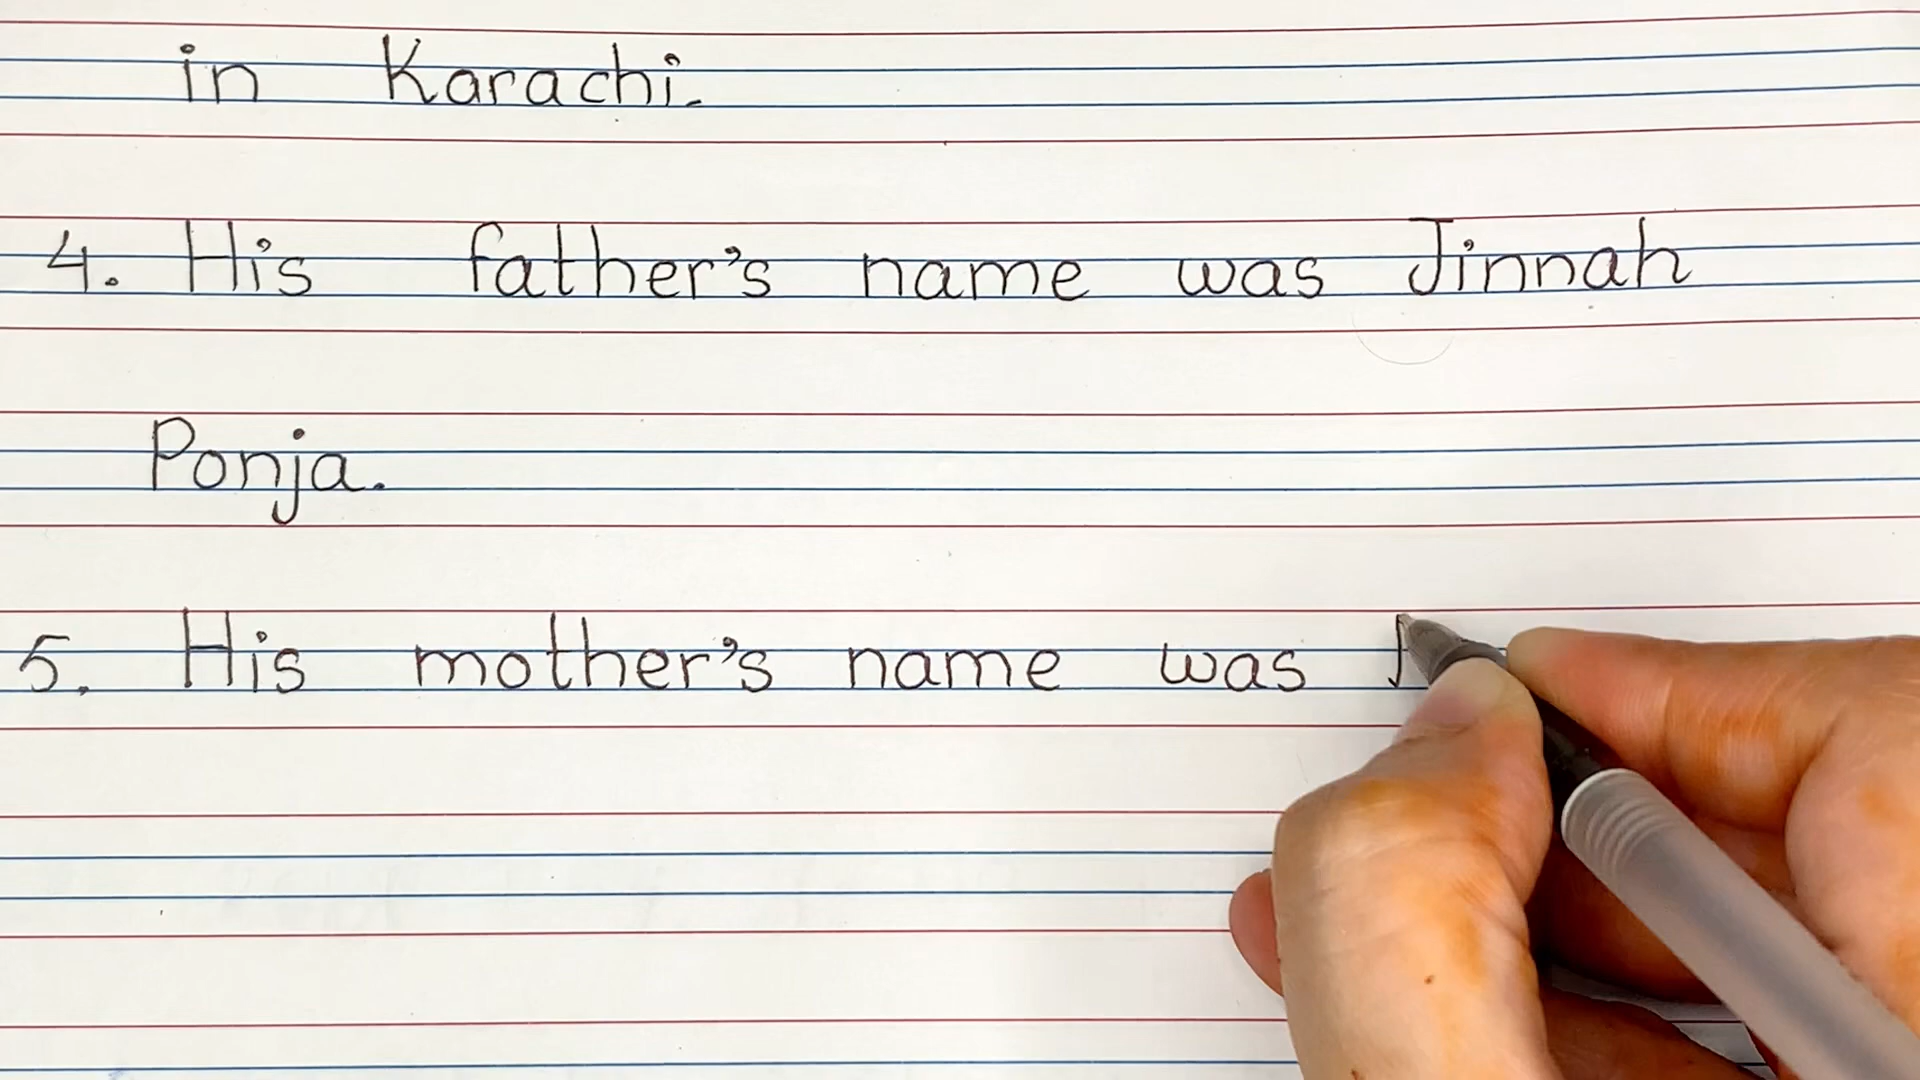 in Karachi.
4. His father's name was Jinnah
Ponja.
5. His mother's name was